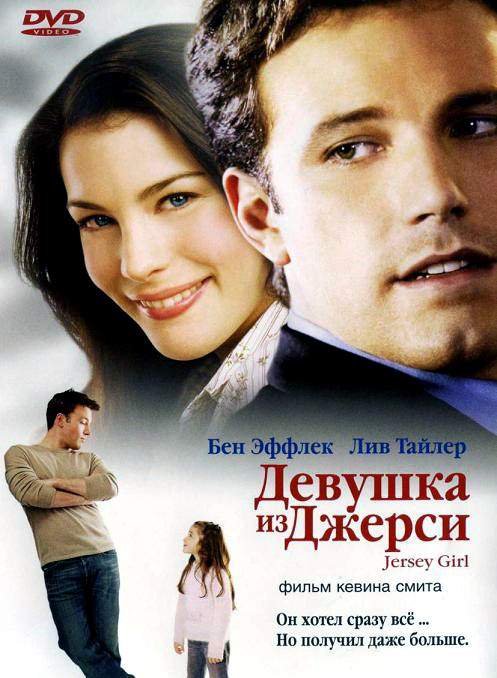 DVD
VIDEO
Бен Эффлек Лив Тайлер
Девушка
из Джерси
Jersey Girl
фильм кевина смита
Он хотел сразу всё ...
Но получил даже больше.